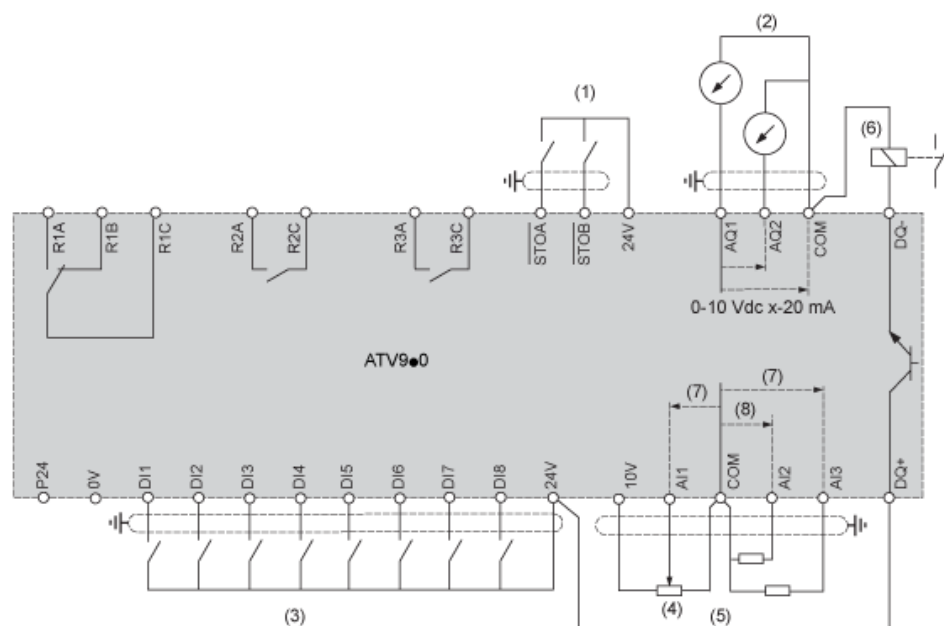 (1)
(2)
(6)
R1A
R1B
R1C
R2A
R2C
R3A
R3C
STOA
STOB
24V
AQ1
AQ2
COM
DQ-
0-10 Vdc x-20 mA
ATV9●0
(7)
(7)
(8)
P24
0V
DI1
DI2
DI3
DI4
DI5
DI6
DI7
DI8
24V
10V
AI1
COM
AI2
AI3
DQ+
(3)
(4)
(5)